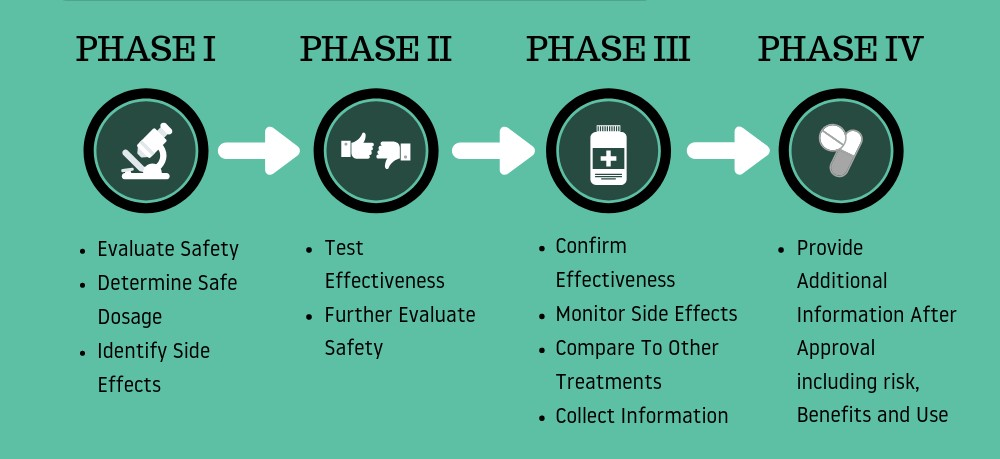 PHASE I
PHASE II
PHASE III
PHASE IV
• Evaluate Safety
• Determine Safe
Dosage
• Identify Side
Effects
• Test
Effectiveness
• Further Evaluate
Safety
• Confirm
Effectiveness
• Monitor Side Effects
• Compare To Other
Treatments
• Collect Information
• Provide
Additional
Information After
Approval
including risk,
Benefits and Use